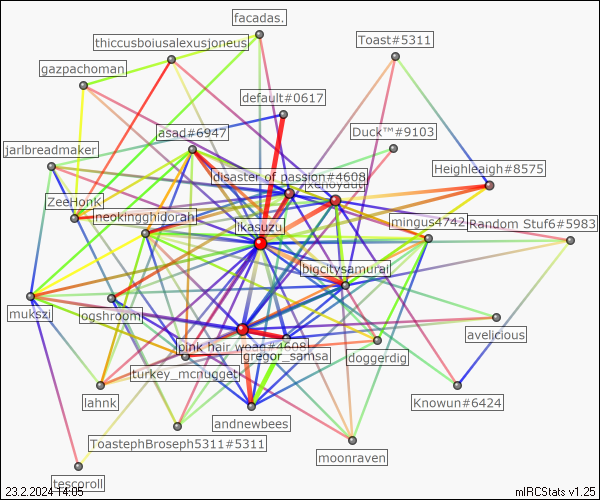 facadas.
thiccusboiusalexusjoneus
Toast#5311
gazpachoman
default#0617
asad#6947
Duck™#9103
jarlbreadmaker
disaster of passion#4608
Heighleaigh#8575
ZeeHonK
neokingghidorah
mingus4742
Random Stuf6#5983
ikasuzu
bigcitysamurai
mukszi
ogshroom
avelicious
pink hair woag#4608
gregor_samsa
doggerdig
turkey_mcnugget
lahnk
andnewbees
Knowun#6424
ToastephBroseph5311#5311
moonraven
tescoroll
23.2.2024 14:05
mIRCStats v1.25